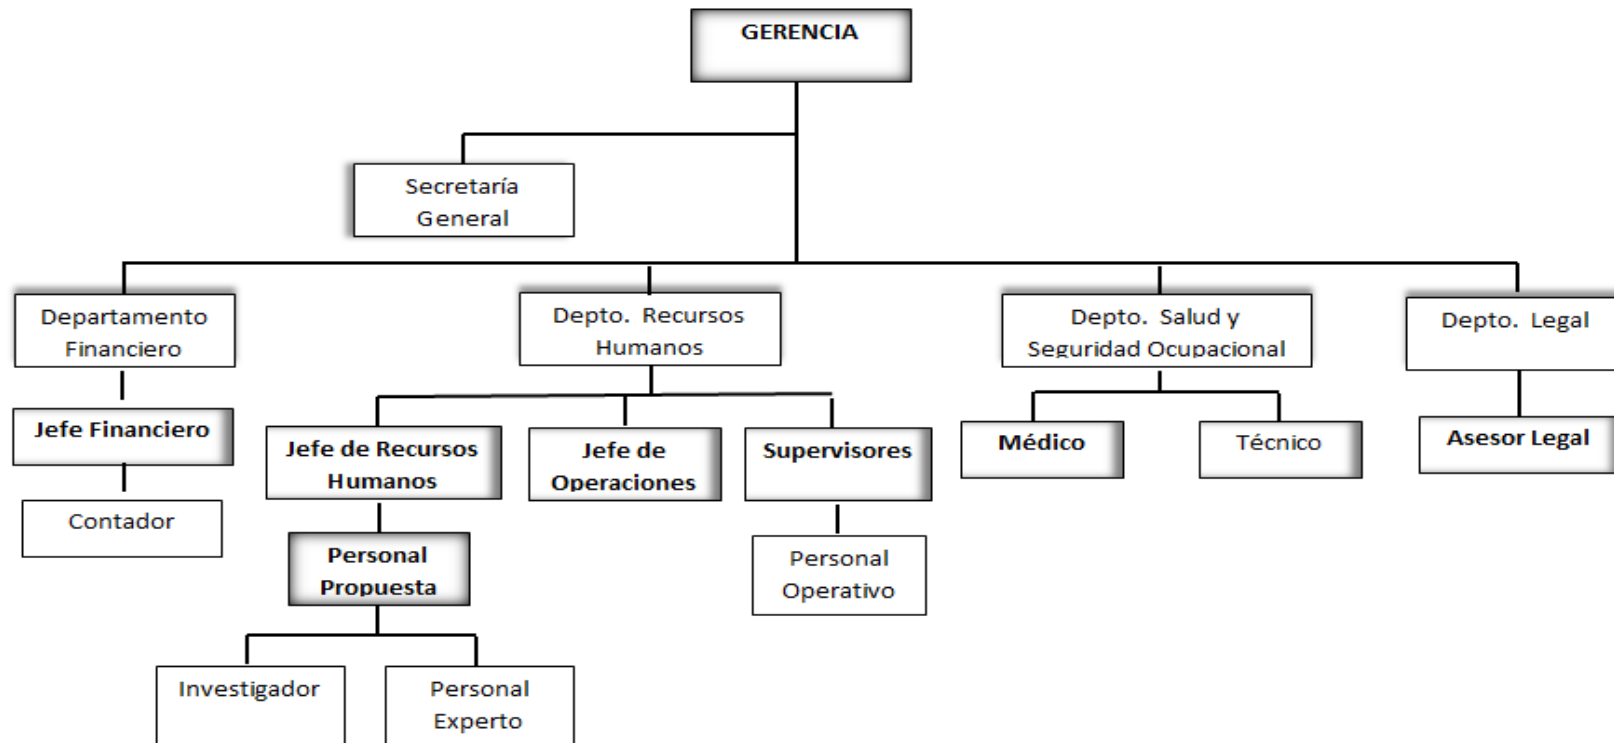 GERENCIA
Secretaría
General
Departamento
Financiero
Depto. Recursos
Humanos
Depto. Salud y
Seguridad Ocupacional
Depto. Legal
Jefe Financiero
Jefe de Recursos
Humanos
Jefe de
Operaciones
Supervisores
Médico
Técnico
Asesor Legal
Contador
Personal
Propuesta
Personal
Operativo
Investigador
Personal
Experto